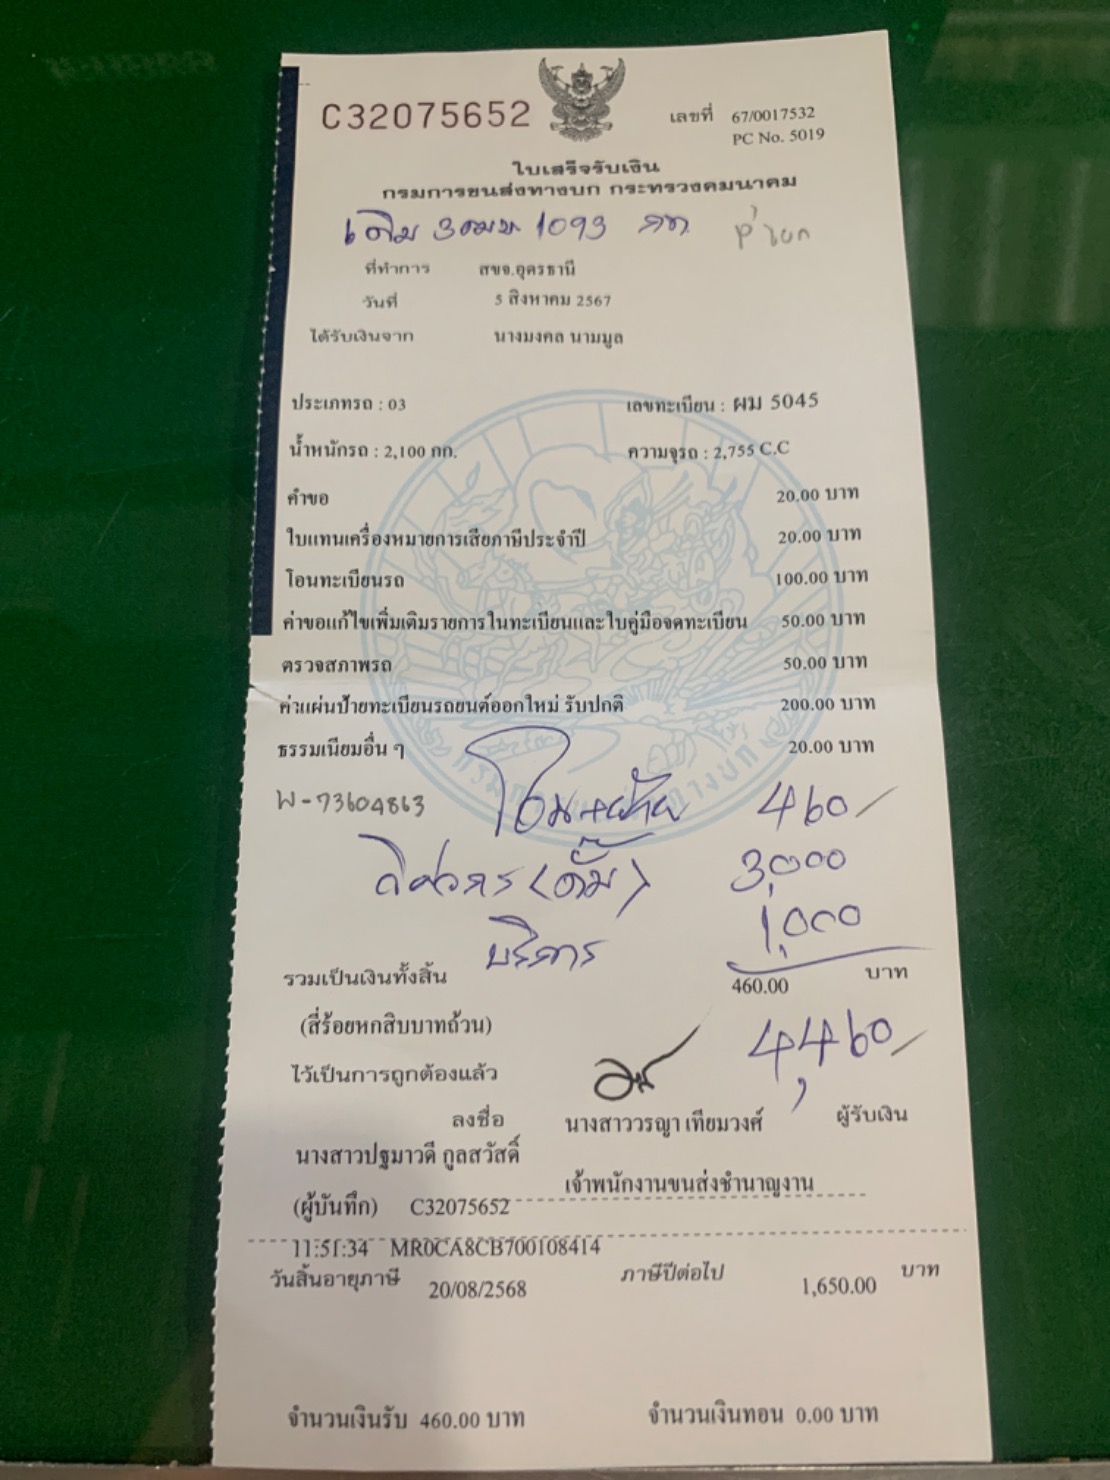 C32075652
เลขที่ 67/0017532
PC No. 5019
ใบเสร็จรับเงิน
กรมการขนส่งทางบก กระทรวงคมนาคม
เดิม 3ฒฆ 1093 กท
ที่ทำการ สขจ.อุดรธานี
วันที่ 5 สิงหาคม 2567
ได้รับเงินจาก นางมงคล นามมูล
ประเภทรถ : 03 เลขทะเบียน : ผม 5045
น้ำหนักรถ : 2,100 กก. ความจุรถ : 2,755 C.C
คำขอ 20.00 บาท
ใบแทนเครื่องหมายการเสียภาษีประจำปี 20.00 บาท
โอนทะเบียนรถ 100.00 บาท
ค่าขอแก้ไขเพิ่มเติมรายการในทะเบียนและใบคู่มือจดทะเบียน 50.00 บาท
ตรวจสภาพรถ 50.00 บาท
ค่าแผ่นป้ายทะเบียนรถยนต์ออกใหม่ รับปกติ 200.00 บาท
ธรรมเนียมอื่น ๆ 20.00 บาท
W-73604863 โอน+ย้าย 460/
วิศวกร (ดั๊ม) 3,000
บริการ 1,000
รวมเป็นเงินทั้งสิ้น 460.00 บาท
(สี่ร้อยหกสิบบาทถ้วน) 4,460/
ไว้เป็นการถูกต้องแล้ว
ลงชื่อ นางสาววรญา เทียมวงศ์ ผู้รับเงิน
นางสาวปฐมาวดี กูลสวัสดิ์
เจ้าพนักงานขนส่งชำนาญงาน
(ผู้บันทึก) C32075652
11:51:34 MR0CA8CB700108414
วันสิ้นอายุภาษี 20/08/2568 ภาษีปีต่อไป 1,650.00 บาท
จำนวนเงินรับ 460.00 บาท จำนวนเงินทอน 0.00 บาท